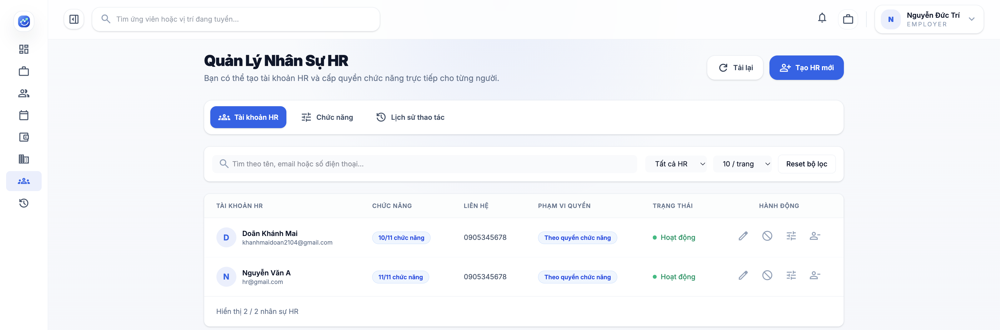 Tìm ứng viên hoặc vị trí đang tuyển...
N
Nguyễn Đức Trí
EMPLOYER
Quản Lý Nhân Sự HR
Bạn có thể tạo tài khoản HR và cấp quyền chức năng trực tiếp cho từng người.
Tải lại
Tạo HR mới
Tài khoản HR
Chức năng
Lịch sử thao tác
Tìm theo tên, email hoặc số điện thoại...
Tất cả HR
10 / trang
Reset bộ lọc
TÀI KHOẢN HR
CHỨC NĂNG
LIÊN HỆ
PHẠM VI QUYỀN
TRẠNG THÁI
HÀNH ĐỘNG
D
Doãn Khánh Mai
khanhmaidoan2104@gmail.com
10/11 chức năng
0905345678
Theo quyền chức năng
Hoạt động
N
Nguyễn Văn A
hr@gmail.com
11/11 chức năng
0905345678
Theo quyền chức năng
Hoạt động
Hiển thị 2 / 2 nhân sự HR